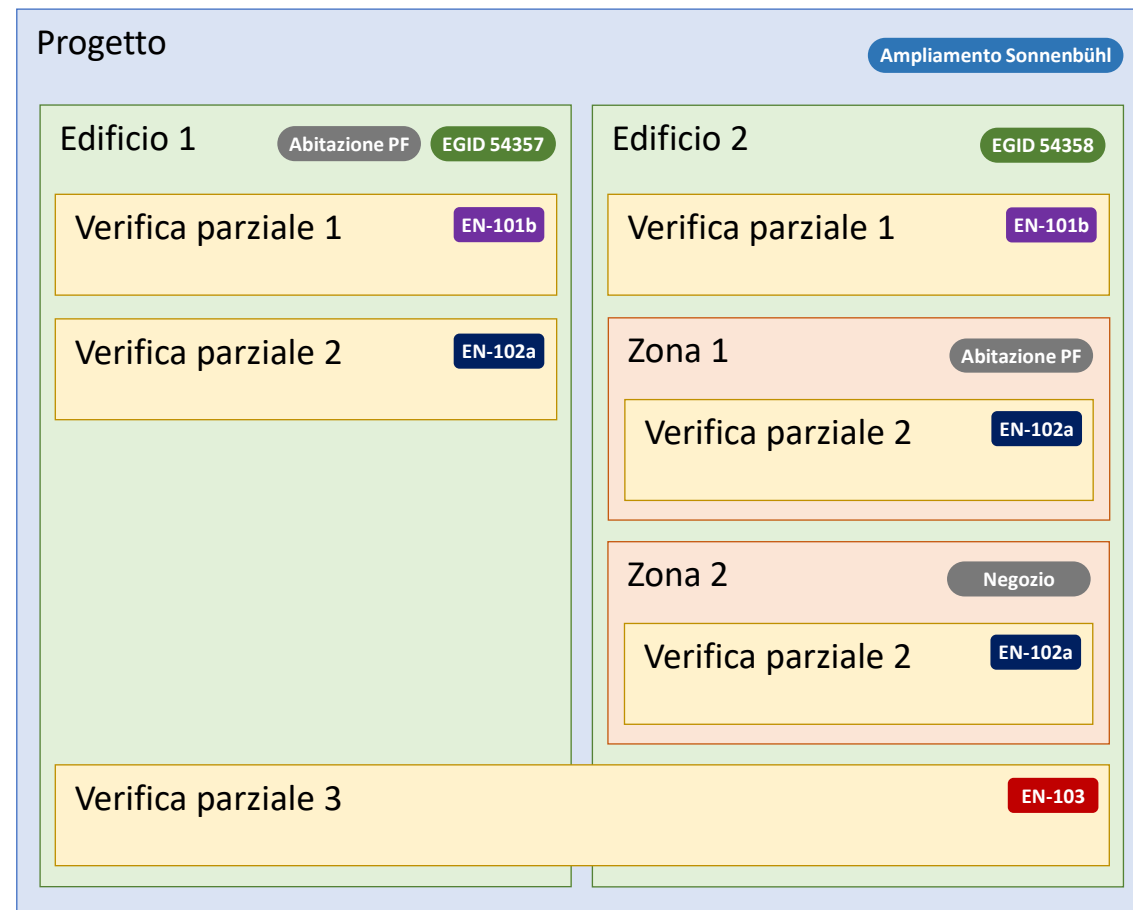 Progetto
Ampliamento Sonnenbühl
Edificio 1
Abitazione PF
EGID 54357
Verifica parziale 1
EN-101b
Verifica parziale 2
EN-102a
Edificio 2
EGID 54358
Verifica parziale 1
EN-101b
Zona 1
Abitazione PF
Verifica parziale 2
EN-102a
Zona 2
Negozio
Verifica parziale 2
EN-102a
Verifica parziale 3
EN-103